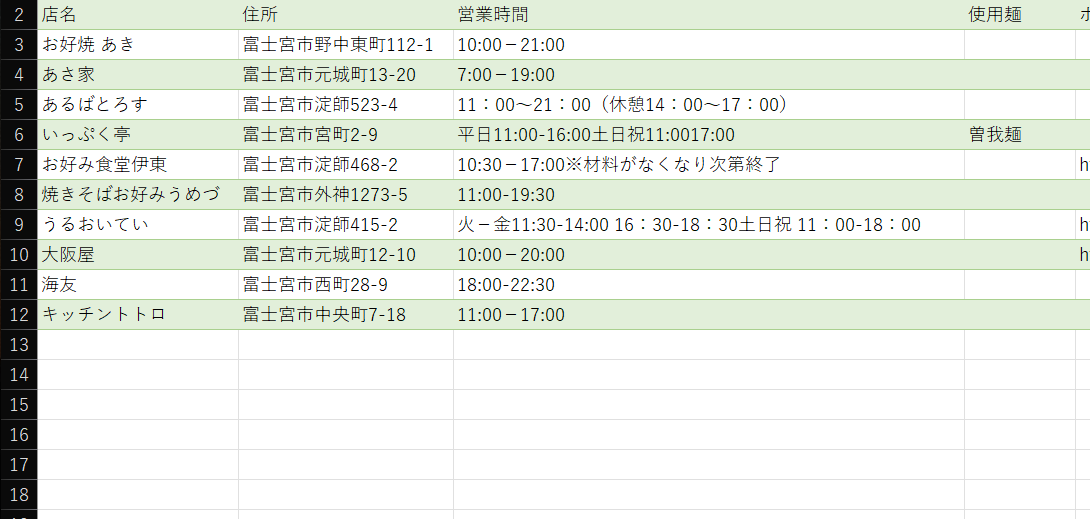 2 店名 住所 営業時間 使用麺
3 お好焼 あき 富士宮市野中東町112-1 10:00－21:00
4 あさ家 富士宮市元城町13-20 7:00－19:00
5 あるばとろす 富士宮市淀師523-4 11：00～21：00（休憩14：00～17：00）
6 いっぷく亭 富士宮市宮町2-9 平日11:00-16:00土日祝11:0017:00 曽我麺
7 お好み食堂伊東 富士宮市淀師468-2 10:30－17:00※材料がなくなり次第終了 h
8 焼きそばお好みうめづ 富士宮市外神1273-5 11:00-19:30
9 うるおいてい 富士宮市淀師415-2 火－金11:30-14:00 16：30-18：30土日祝 11：00-18：00 h
10 大阪屋 富士宮市元城町12-10 10:00－20:00 h
11 海友 富士宮市西町28-9 18:00-22:30
12 キッチントトロ 富士宮市中央町7-18 11:00－17:00
13
14
15
16
17
18